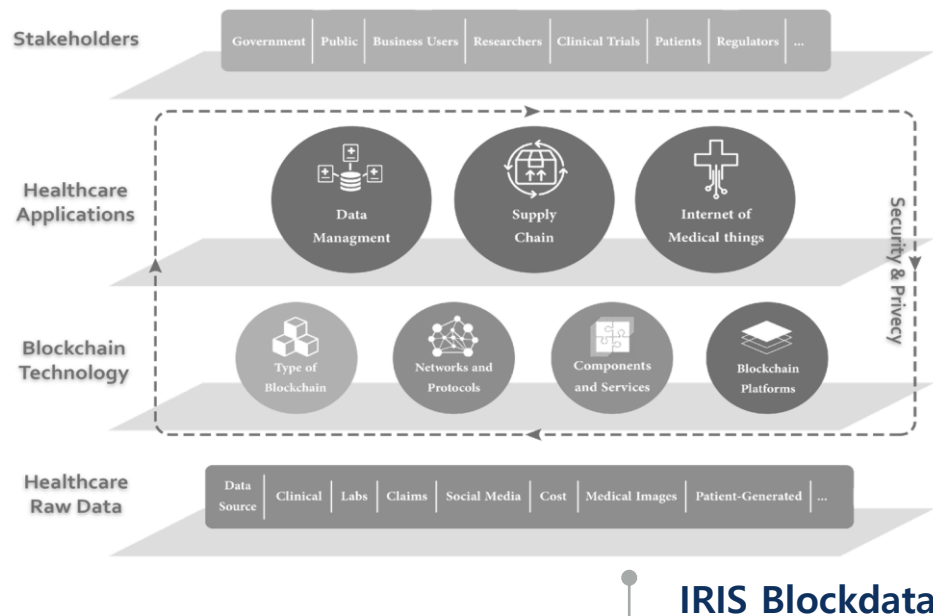 Stakeholders
Government | Public | Business Users | Researchers | Clinical Trials | Patients | Regulators | ...
Healthcare
Applications
Data
Managment
Supply
Chain
Internet of
Medical things
Security & Privecy
Blockchain
Technology
Type of
Blockchain
Networks and
Protocols
Components
and Services
Blockchain
Platforms
Healthcare
Raw Data
Data
Source | Clinical | Labs | Claims | Social Media | Cost | Medical Images | Patient-Generated | ...
IRIS Blockdata